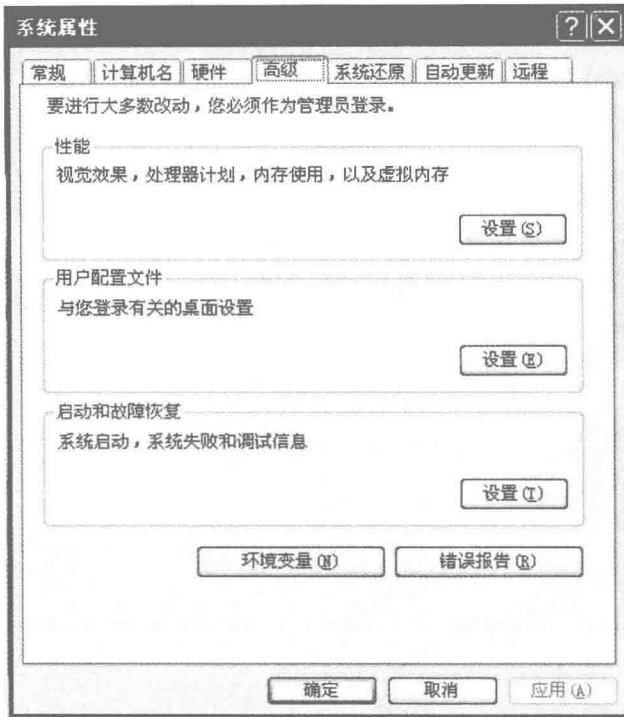 系统属性
常规 计算机名 硬件 高级 系统还原 自动更新 远程
要进行大多数改动，您必须作为管理员登录。
性能
视觉效果，处理器计划，内存使用，以及虚拟内存
设置(S)
用户配置文件
与您登录有关的桌面设置
设置(E)
启动和故障恢复
系统启动，系统失败和调试信息
设置(T)
环境变量(N) 错误报告(R)
确定 取消 应用(A)